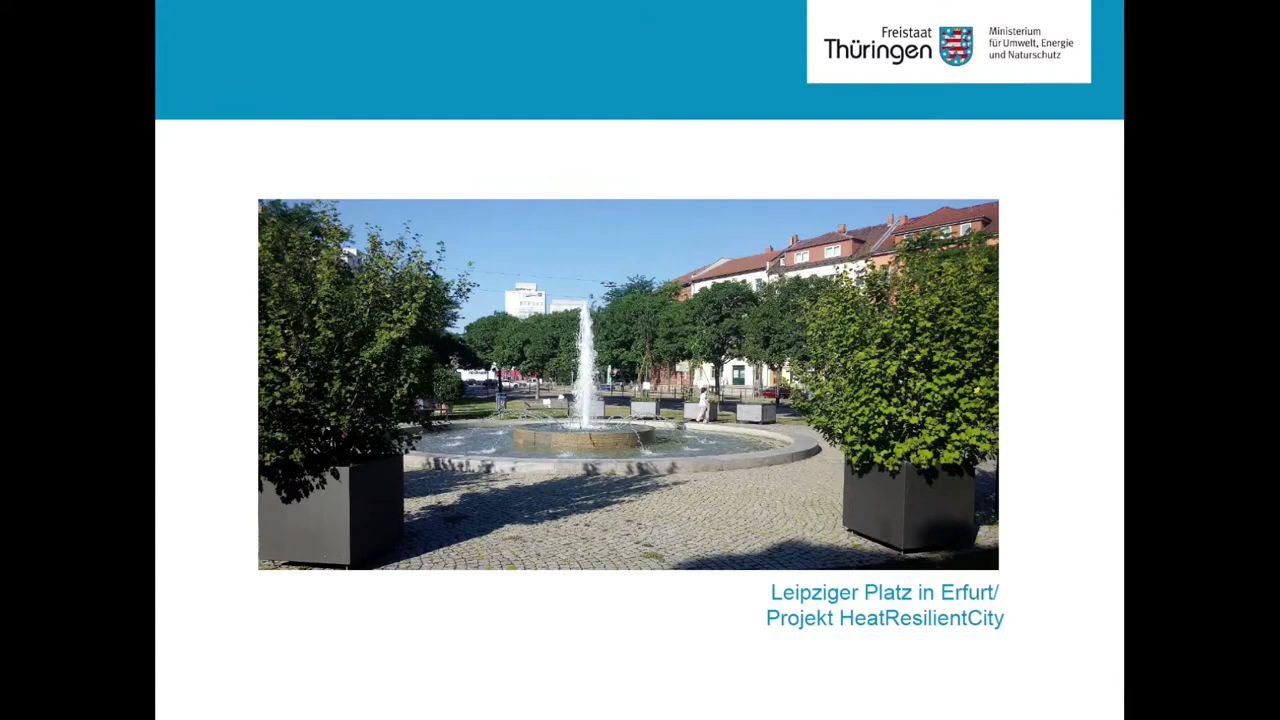 Freistaat
Thüringen
Ministerium
für Umwelt, Energie
und Naturschutz
Leipziger Platz in Erfurt/
Projekt HeatResilientCity